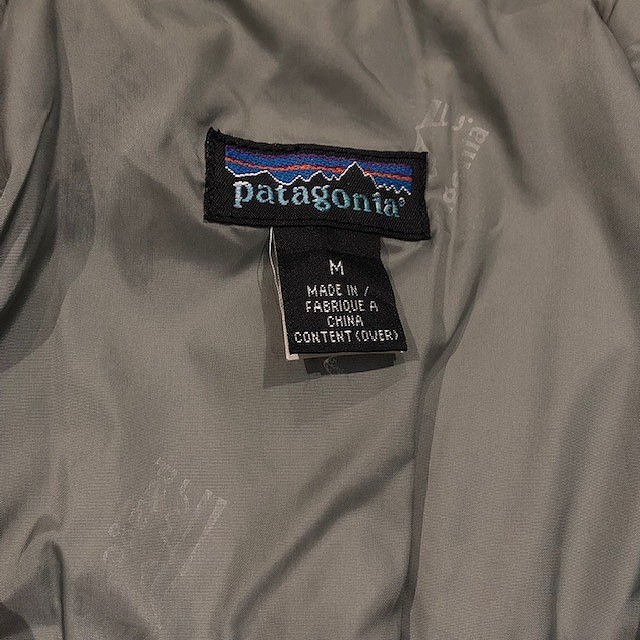 patagonia®
M
MADE IN /
FABRIQUE A
CHINA
CONTENT (OVER)